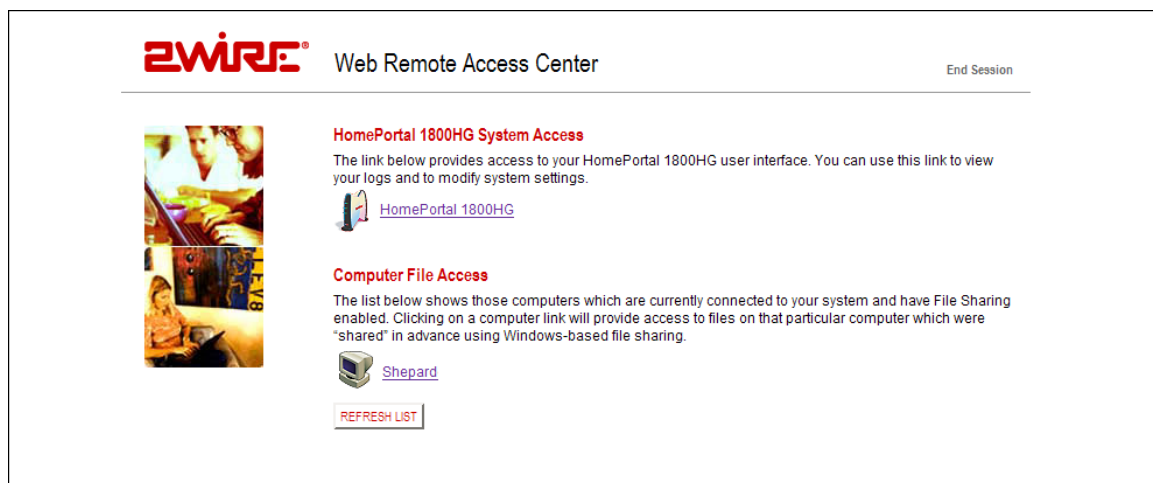 2WIRE® Web Remote Access Center
End Session
HomePortal 1800HG System Access
The link below provides access to your HomePortal 1800HG user interface. You can use this link to view
your logs and to modify system settings.
HomePortal 1800HG
Computer File Access
The list below shows those computers which are currently connected to your system and have File Sharing
enabled. Clicking on a computer link will provide access to files on that particular computer which were
“shared” in advance using Windows-based file sharing.
Shepard
REFRESH LIST